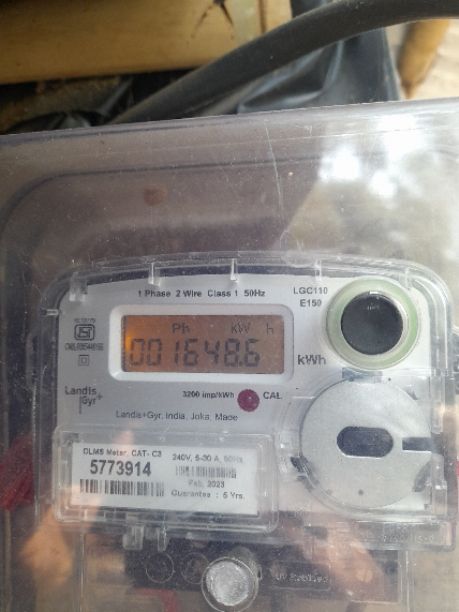 1 Phase 2 Wire Class 1 50Hz
LGC110
E150
Ph kW h
001648.6
kWh
Landis
Gyr+
3200 imp/kWh
CAL
Landis+Gyr, India, Joka, Made
DLMS Meter, CAT- C3
5773914
240V, 5-30 A, 50Hz
Feb, 2023
Guarantee : 5 Yrs.